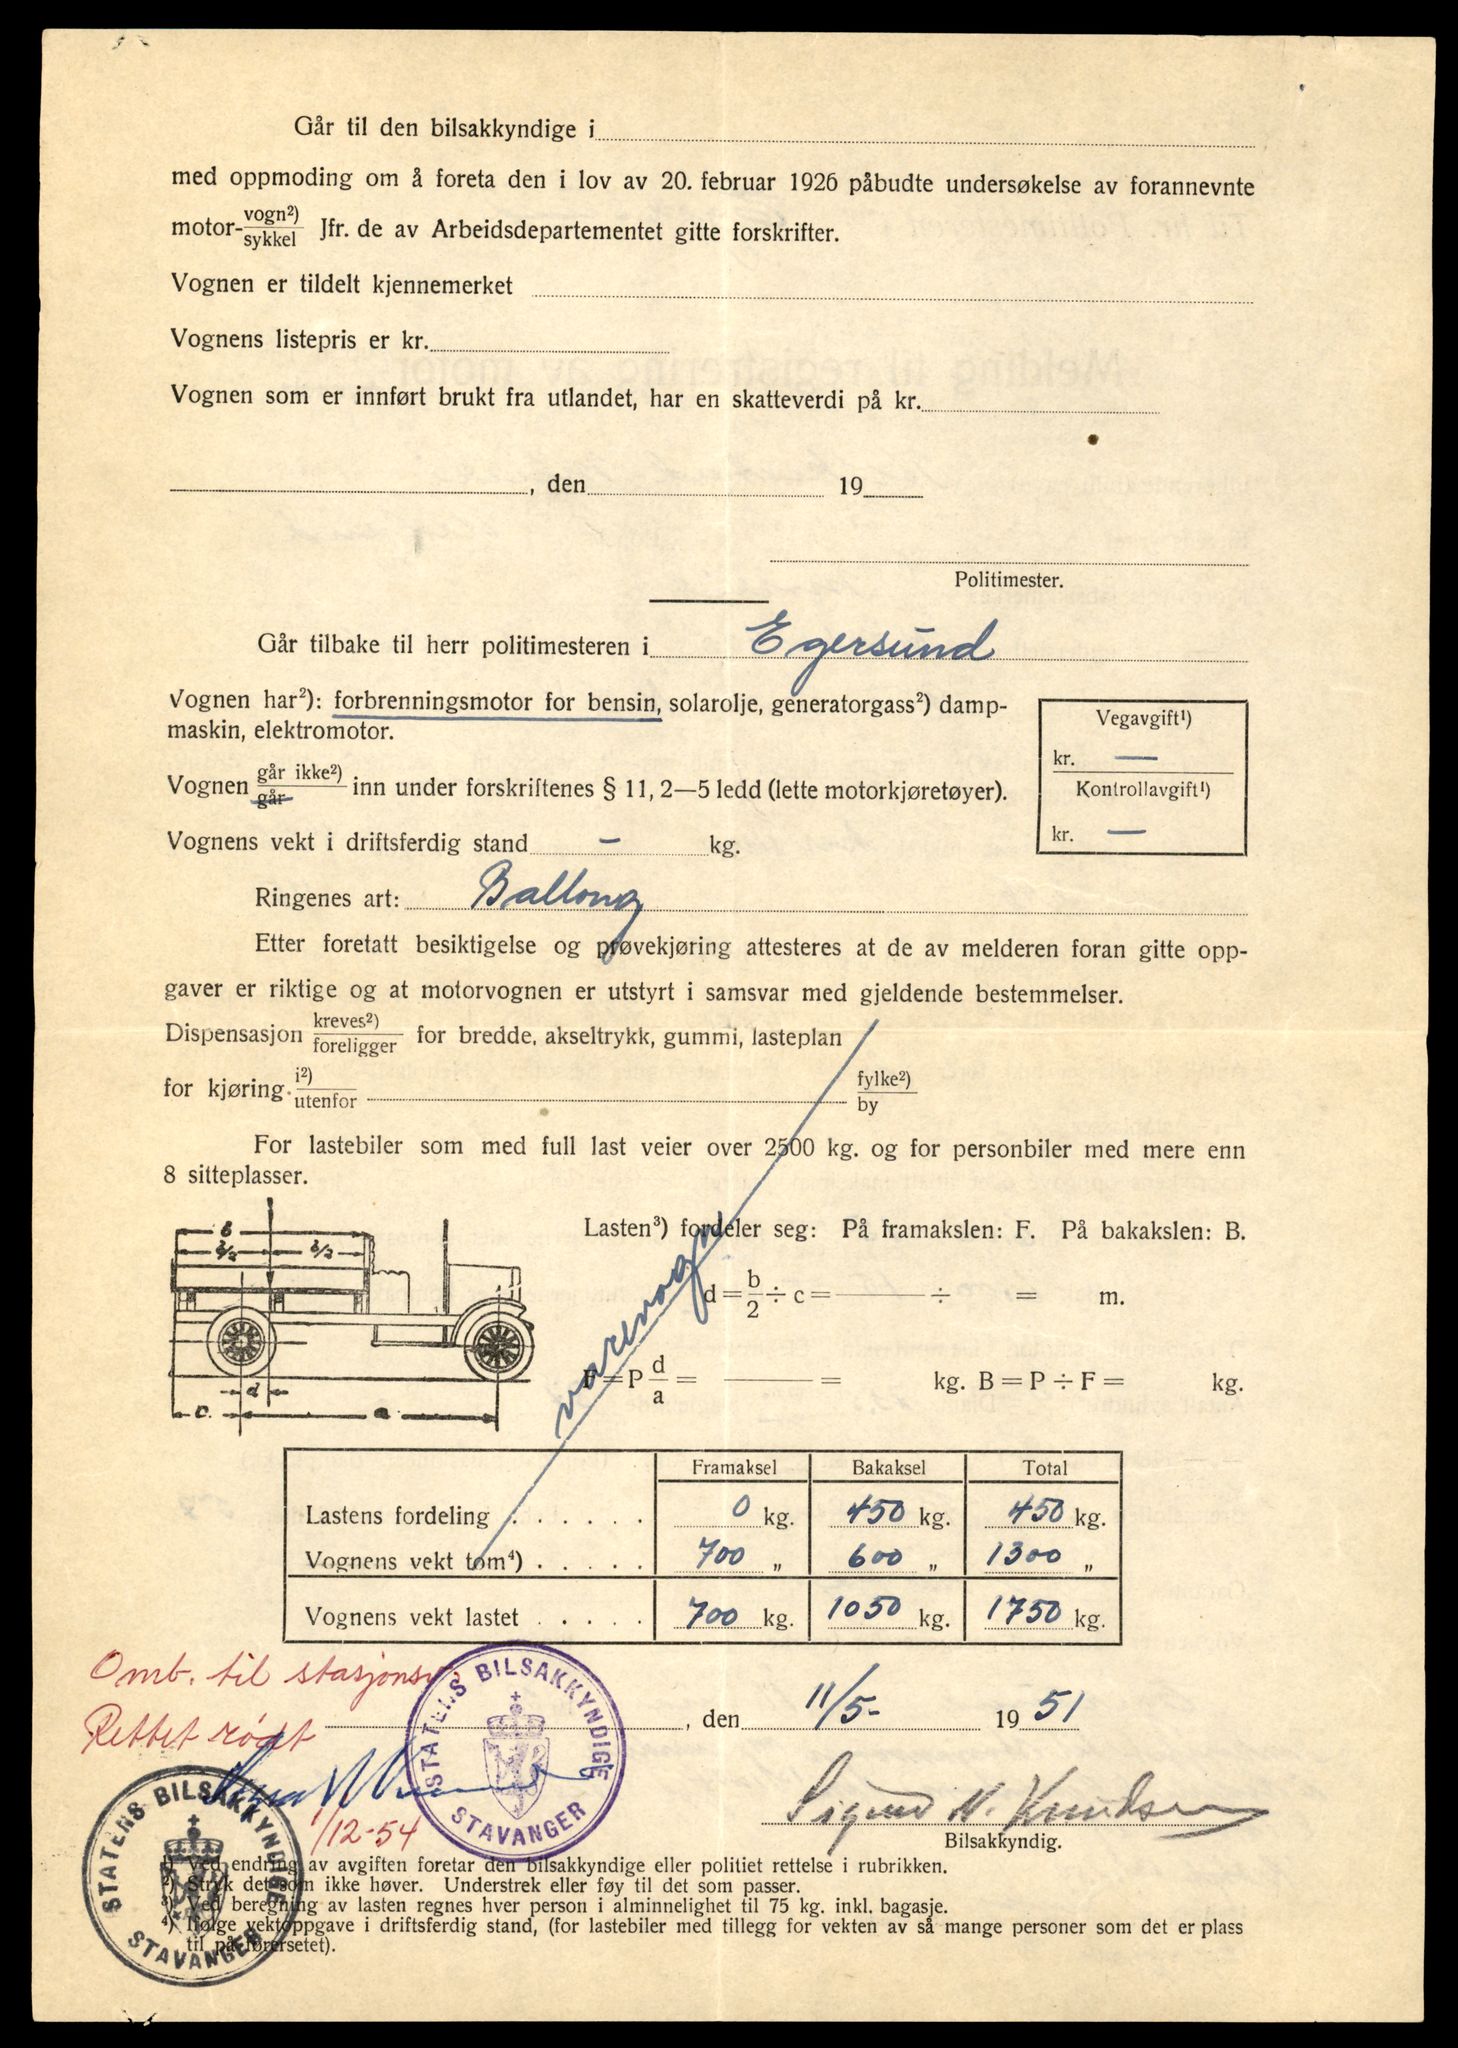 Går til den bilsakkyndige i
med oppmoding om å foreta den i lov av 20. februar 1926 påbudte undersøkelse av forannevnte
motor- vogn²) / sykkel Jfr. de av Arbeidsdepartementet gitte forskrifter.
Vognen er tildelt kjennemerket
Vognens listepris er kr.
Vognen som er innført brukt fra utlandet, har en skatteverdi på kr.
, den 19
Politimester.
Går tilbake til herr politimesteren i Egersund
Vognen har²): forbrenningsmotor for bensin, solarolje, generatorgass²) damp-
maskin, elektromotor.
Vegavgift¹)
kr. —
Kontrollavgift¹)
kr. —
Vognen går ikke²) / går inn under forskriftenes § 11, 2—5 ledd (lette motorkjøretøyer).
Vognens vekt i driftsferdig stand – kg.
Ringenes art: Ballong
Etter foretatt besiktigelse og prøvekjøring attesteres at de av melderen foran gitte opp-
gaver er riktige og at motorvognen er utstyrt i samsvar med gjeldende bestemmelser.
Dispensasjon kreves²) / foreligger for bredde, akseltrykk, gummi, lasteplan
for kjøring i²) / utenfor fylke²) / by
For lastebiler som med full last veier over 2500 kg. og for personbiler med mere enn
8 sitteplasser.
varevogn
Lasten³) fordeler seg: På framakslen: F. På bakakslen: B.
b
b/2 b/2
d = b/2 ÷ c = ——— ÷ = m.
F = P d/a = ——— = kg. B = P ÷ F = kg.
d
c. a
Framaksel Bakaksel Total
Lastens fordeling . . . . . . 0 kg. 450 kg. 450 kg.
Vognens vekt tom⁴) . . . . . 700 „ 600 „ 1300 „
Vognens vekt lastet . . . . . 700 kg. 1050 kg. 1750 kg.
Omb. til stasjonsv.
Rettet rødt
, den 11/5- 1951
STATENS BILSAKKYNDIGE
STAVANGER
1/12-54
Sigurd N. Knudsen
Bilsakkyndig.
STATENS BILSAKKYNDIGE
STAVANGER
¹) Ved endring av avgiften foretar den bilsakkyndige eller politiet rettelse i rubrikken.
²) Stryk det som ikke høver. Understrek eller føy til det som passer.
³) Ved beregning av lasten regnes hver person i alminnelighet til 75 kg. inkl. bagasje.
⁴) Ifølge vektoppgave i driftsferdig stand, (for lastebiler med tillegg for vekten av så mange personer som det er plass
til på førersetet).